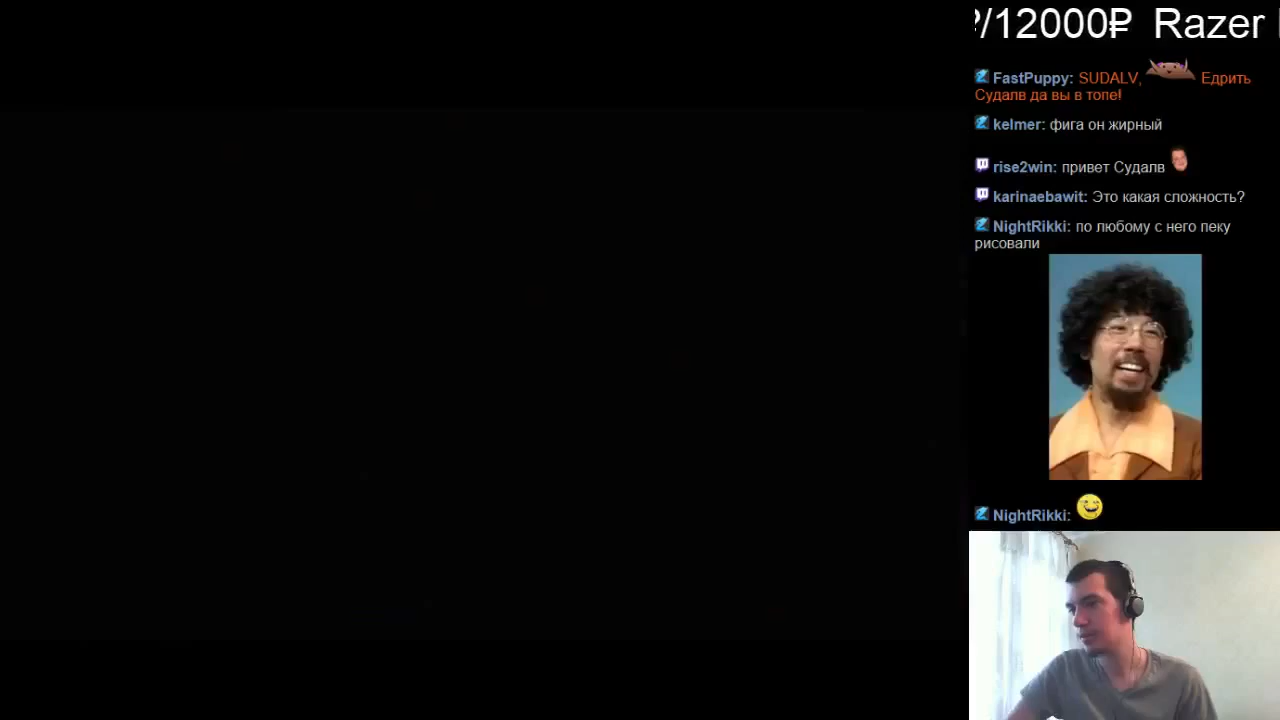 /12000₽ Razer
FastPuppy: SUDALV, Едрить
Судалв да вы в топе!
kelmer: фига он жирный
rise2win: привет Судалв
karinaebawit: Это какая сложность?
NightRikki: по любому с него пеку
рисовали
NightRikki: